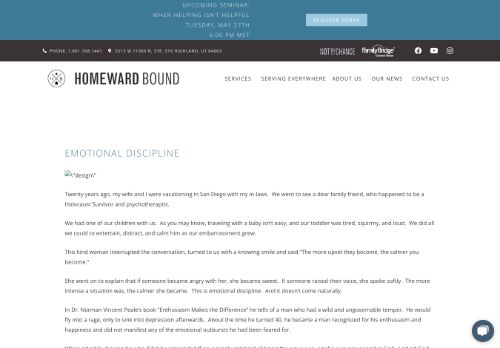 UPCOMING SEMINAR:
WHEN HELPING ISN'T HELPFUL
TUESDAY, MAY 27TH
6:00 PM MST
REGISTER TODAY
PHONE: 1.801.768.1441
5513 W 11000 N, STE. 316 HIGHLAND, UT 84003
NOT BY CHANCE
FamilyBridge
HOMEWARD BOUND
SERVICES SERVING EVERYWHERE ABOUT US OUR NEWS CONTACT US
EMOTIONAL DISCIPLINE
\"design\"
Twenty years ago, my wife and I were vacationing in San Diego with my in-laws. We went to see a dear family friend, who happened to be a
Holocaust Survivor and psychotherapist.
We had one of our children with us. As you may know, traveling with a baby isn't easy, and our toddler was tired, squirmy, and loud. We did all
we could to entertain, distract, and calm him as our embarrassment grew.
This kind woman interrupted the conversation, turned to us with a knowing smile and said "The more upset they become, the calmer you
become."
She went on to explain that if someone became angry with her, she became sweet. If someone raised their voice, she spoke softly. The more
intense a situation was, the calmer she became. This is emotional discipline. And it doesn't come naturally.
In Dr. Norman Vincent Peale's book "Enthusiasm Makes the Difference" he tells of a man who had a wild and ungovernable temper. He would
fly into a rage, only to sink into depression afterwards. About the time he turned 40, he became a man recognized for his enthusiasm and
happiness and did not manifest any of the emotional outbursts he had been feared for.